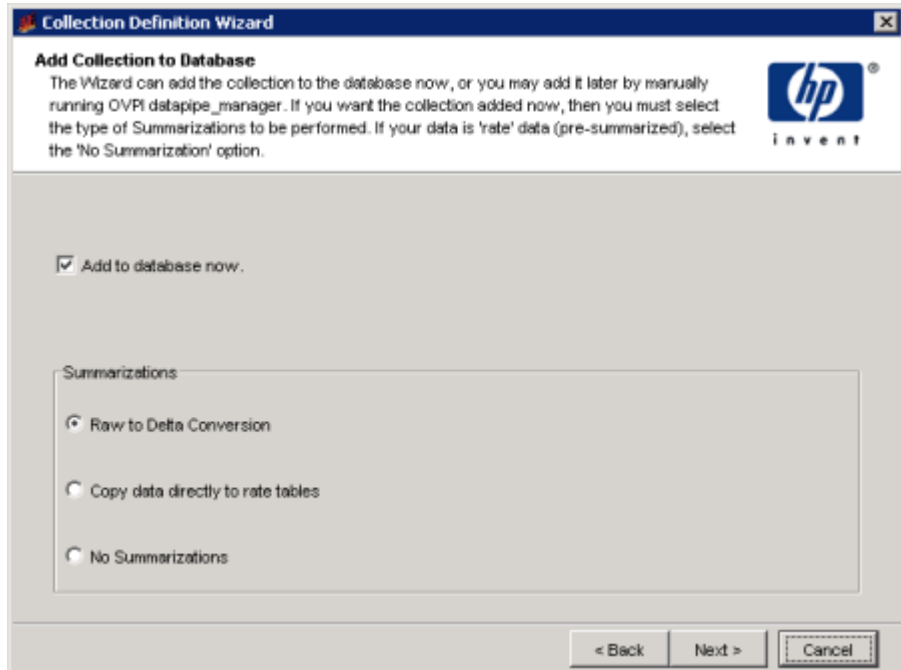 Collection Definition Wizard
Add Collection to Database
The Wizard can add the collection to the database now, or you may add it later by manually
running OVPI datapipe_manager. If you want the collection added now, then you must select
the type of Summarizations to be performed. If your data is 'rate' data (pre-summarized), select
the 'No Summarization' option.
hp ®
invent
Add to database now.
Summarizations
Raw to Delta Conversion
Copy data directly to rate tables
No Summarizations
< Back Next > Cancel